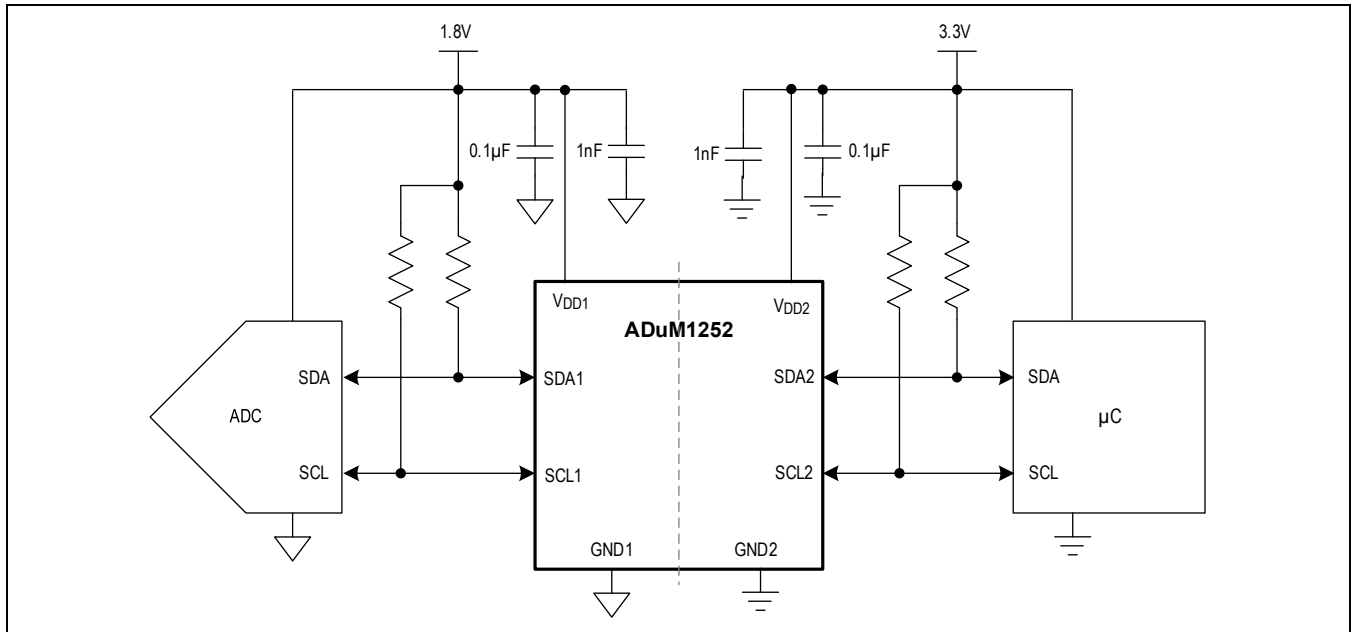 1.8V
3.3V
0.1µF
1nF
1nF
0.1µF
VDD1
VDD2
ADuM1252
SDA
SDA1
SDA2
SDA
ADC
µC
SCL
SCL1
SCL2
SCL
GND1
GND2